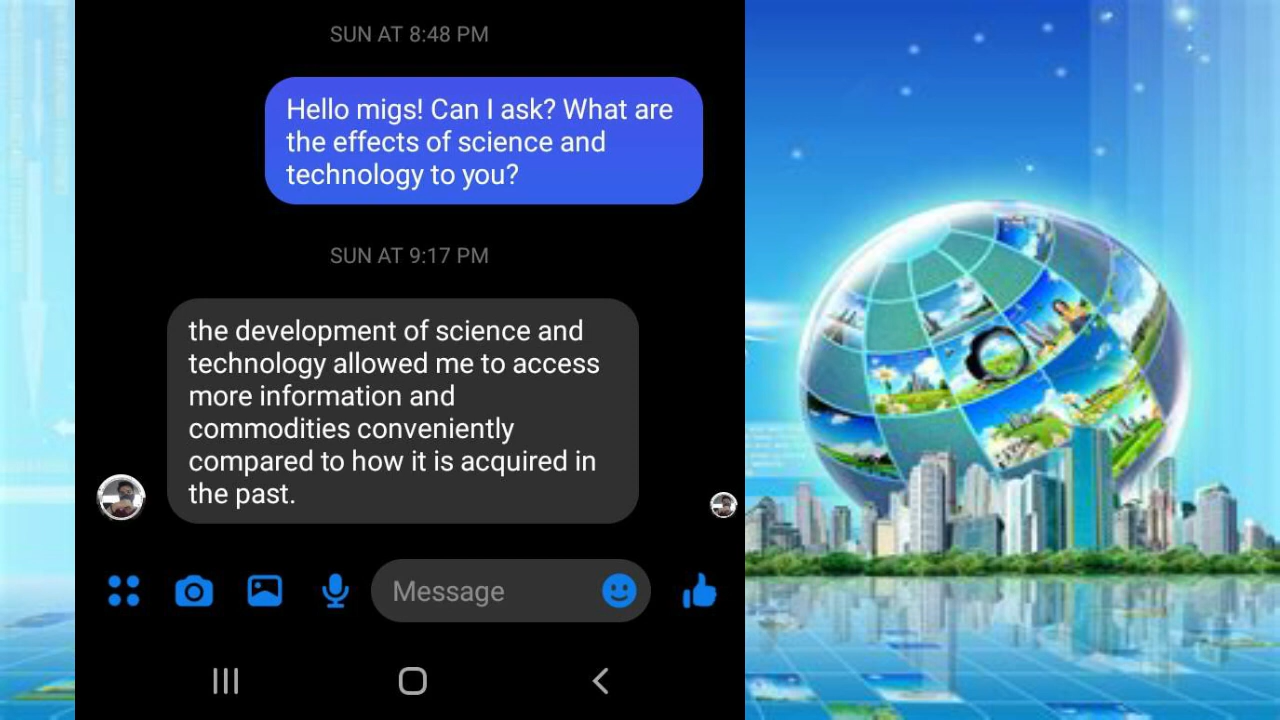 SUN AT 8:48 PM
Hello migs! Can I ask? What are
the effects of science and
technology to you?
SUN AT 9:17 PM
the development of science and
technology allowed me to access
more information and
commodities conveniently
compared to how it is acquired in
the past.
Message